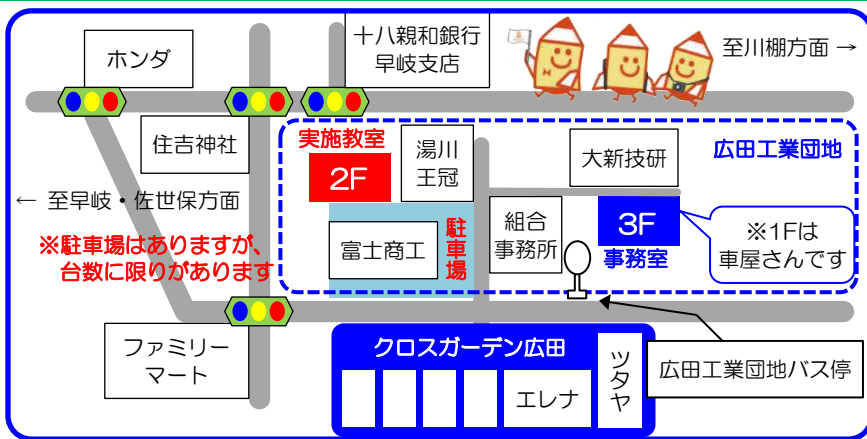 ホンダ
十八親和銀行
早岐支店
至川棚方面 →
住吉神社
実施教室
2F
湯川
王冠
大新技研
広田工業団地
← 至早岐・佐世保方面
※駐車場はありますが、
台数に限りがあります
富士商工
駐車場
組合
事務所
3F
事務室
※1Fは
車屋さんです
ファミリー
マート
クロスガーデン広田
エレナ
ツタヤ
広田工業団地バス停